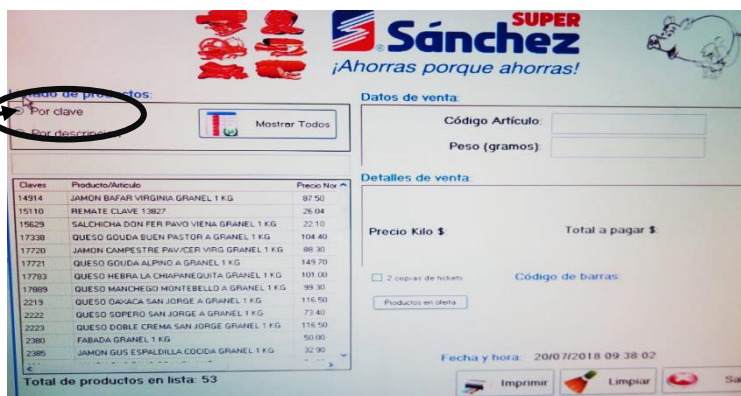 SUPER
Sánchez
¡Ahorras porque ahorras!
de productos:
Por clave
Por descripcion
Mostrar Todos
Claves Producto/Articulo Precio Nor
14914 JAMON BAFAR VIRGINIA GRANEL 1 KG 87.50
15110 REMATE CLAVE 13827 26.04
15629 SALCHICHA DON FER PAVO VIENA GRANEL 1 KG 22.10
17338 QUESO GOUDA BUEN PASTOR A GRANEL 1 KG 104.40
17720 JAMON CAMPESTRE PAV/CER VIRG GRANEL 1 KG 88.30
17721 QUESO GOUDA ALPINO A GRANEL 1 KG 149.70
17783 QUESO HEBRA LA CHIAPANEQUITA GRANEL 1 KG 101.00
17889 QUESO MANCHEGO MONTEBELLO A GRANEL 1 KG 99.30
2219 QUESO OAXACA SAN JORGE A GRANEL 1 KG 116.50
2222 QUESO SOPERO SAN JORGE A GRANEL 1 KG 73.40
2223 QUESO DOBLE CREMA SAN JORGE GRANEL 1 KG 116.50
2380 FABADA GRANEL 1 KG 50.00
2385 JAMON GUS ESPALDILLA COCIDA GRANEL 1 KG 32.90
Total de productos en lista: 53
Datos de venta:
Código Artículo:
Peso (gramos):
Detalles de venta:
Precio Kilo $
Total a pagar $:
2 copias de tickets
Código de barras:
Productos en oferta
Fecha y hora: 20/07/2018 09:38:02
Imprimir
Limpiar